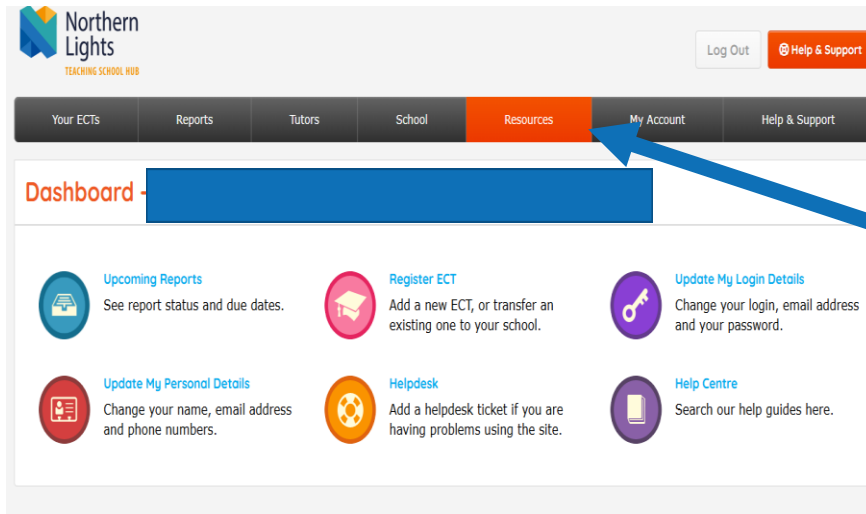 Northern
Lights
TEACHING SCHOOL HUB
Log Out
Help & Support
Your ECTs
Reports
Tutors
School
Resources
My Account
Help & Support
Dashboard -
Upcoming Reports
See report status and due dates.
Register ECT
Add a new ECT, or transfer an
existing one to your school.
Update My Login Details
Change your login, email address
and your password.
Update My Personal Details
Change your name, email address
and phone numbers.
Helpdesk
Add a helpdesk ticket if you are
having problems using the site.
Help Centre
Search our help guides here.